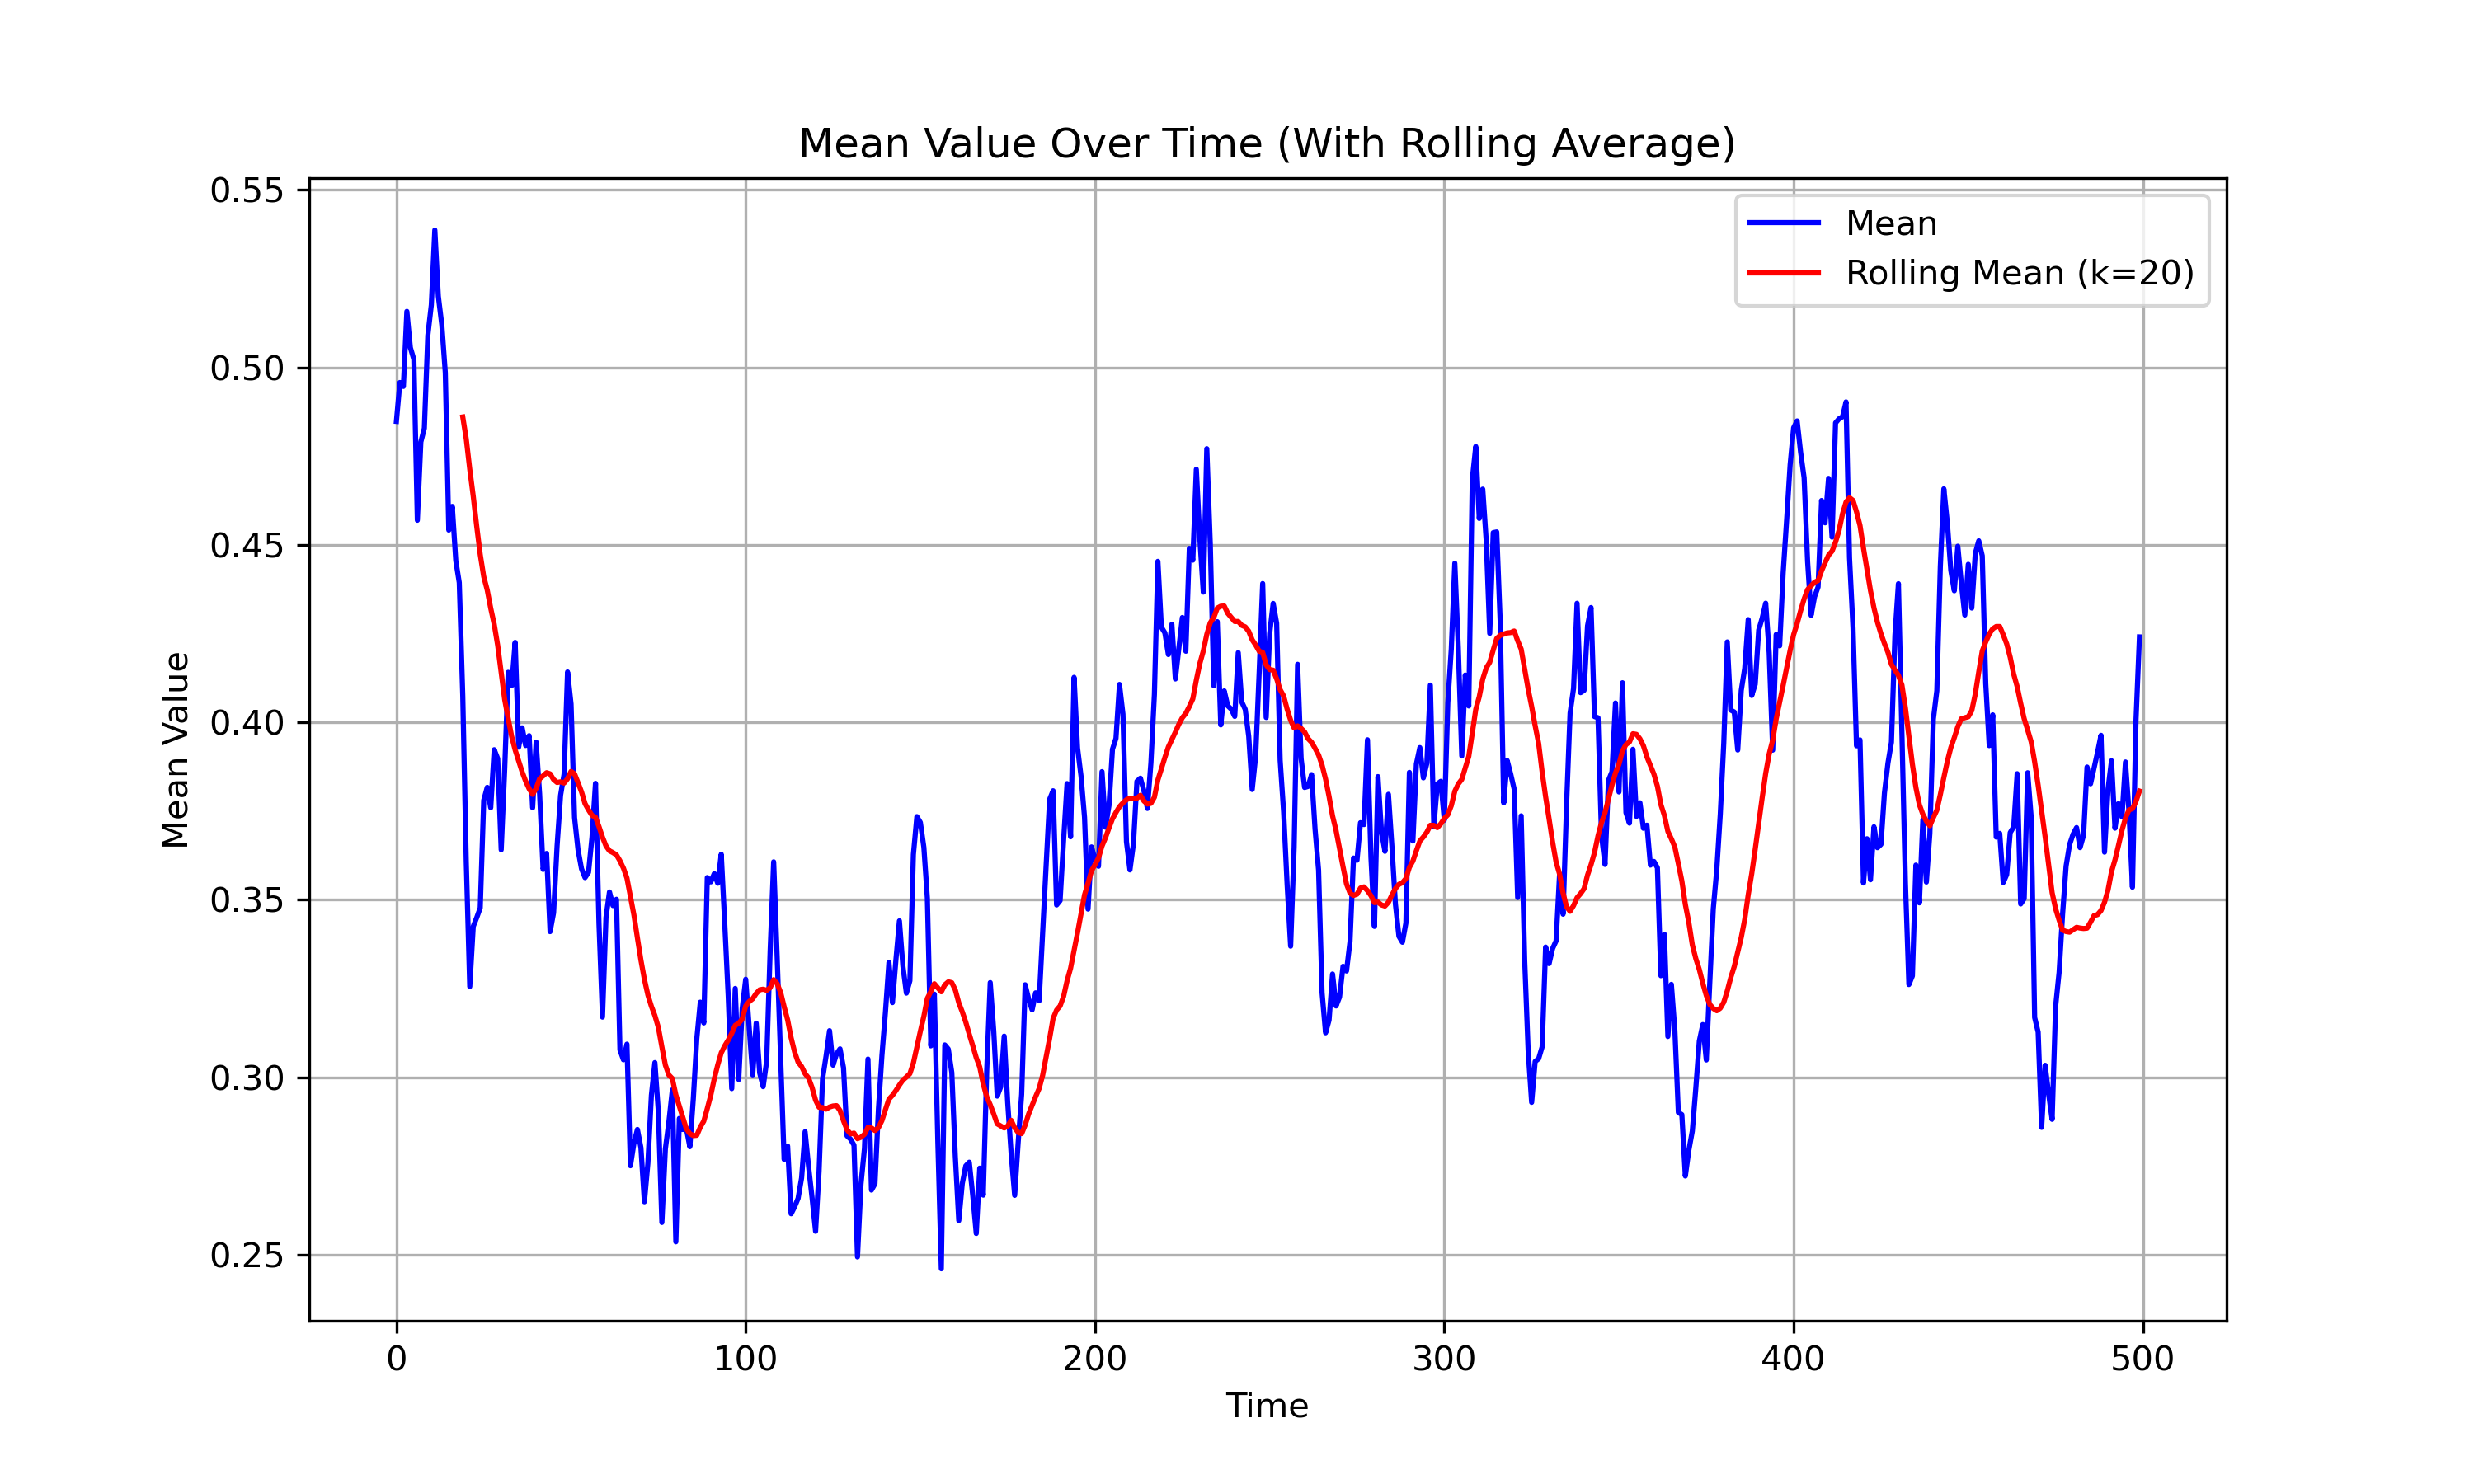 Mean Value Over Time (With Rolling Average)
Mean
Rolling Mean (k=20)
Mean Value
0.55
0.50
0.45
0.40
0.35
0.30
0.25
0 100 200 300 400 500
Time